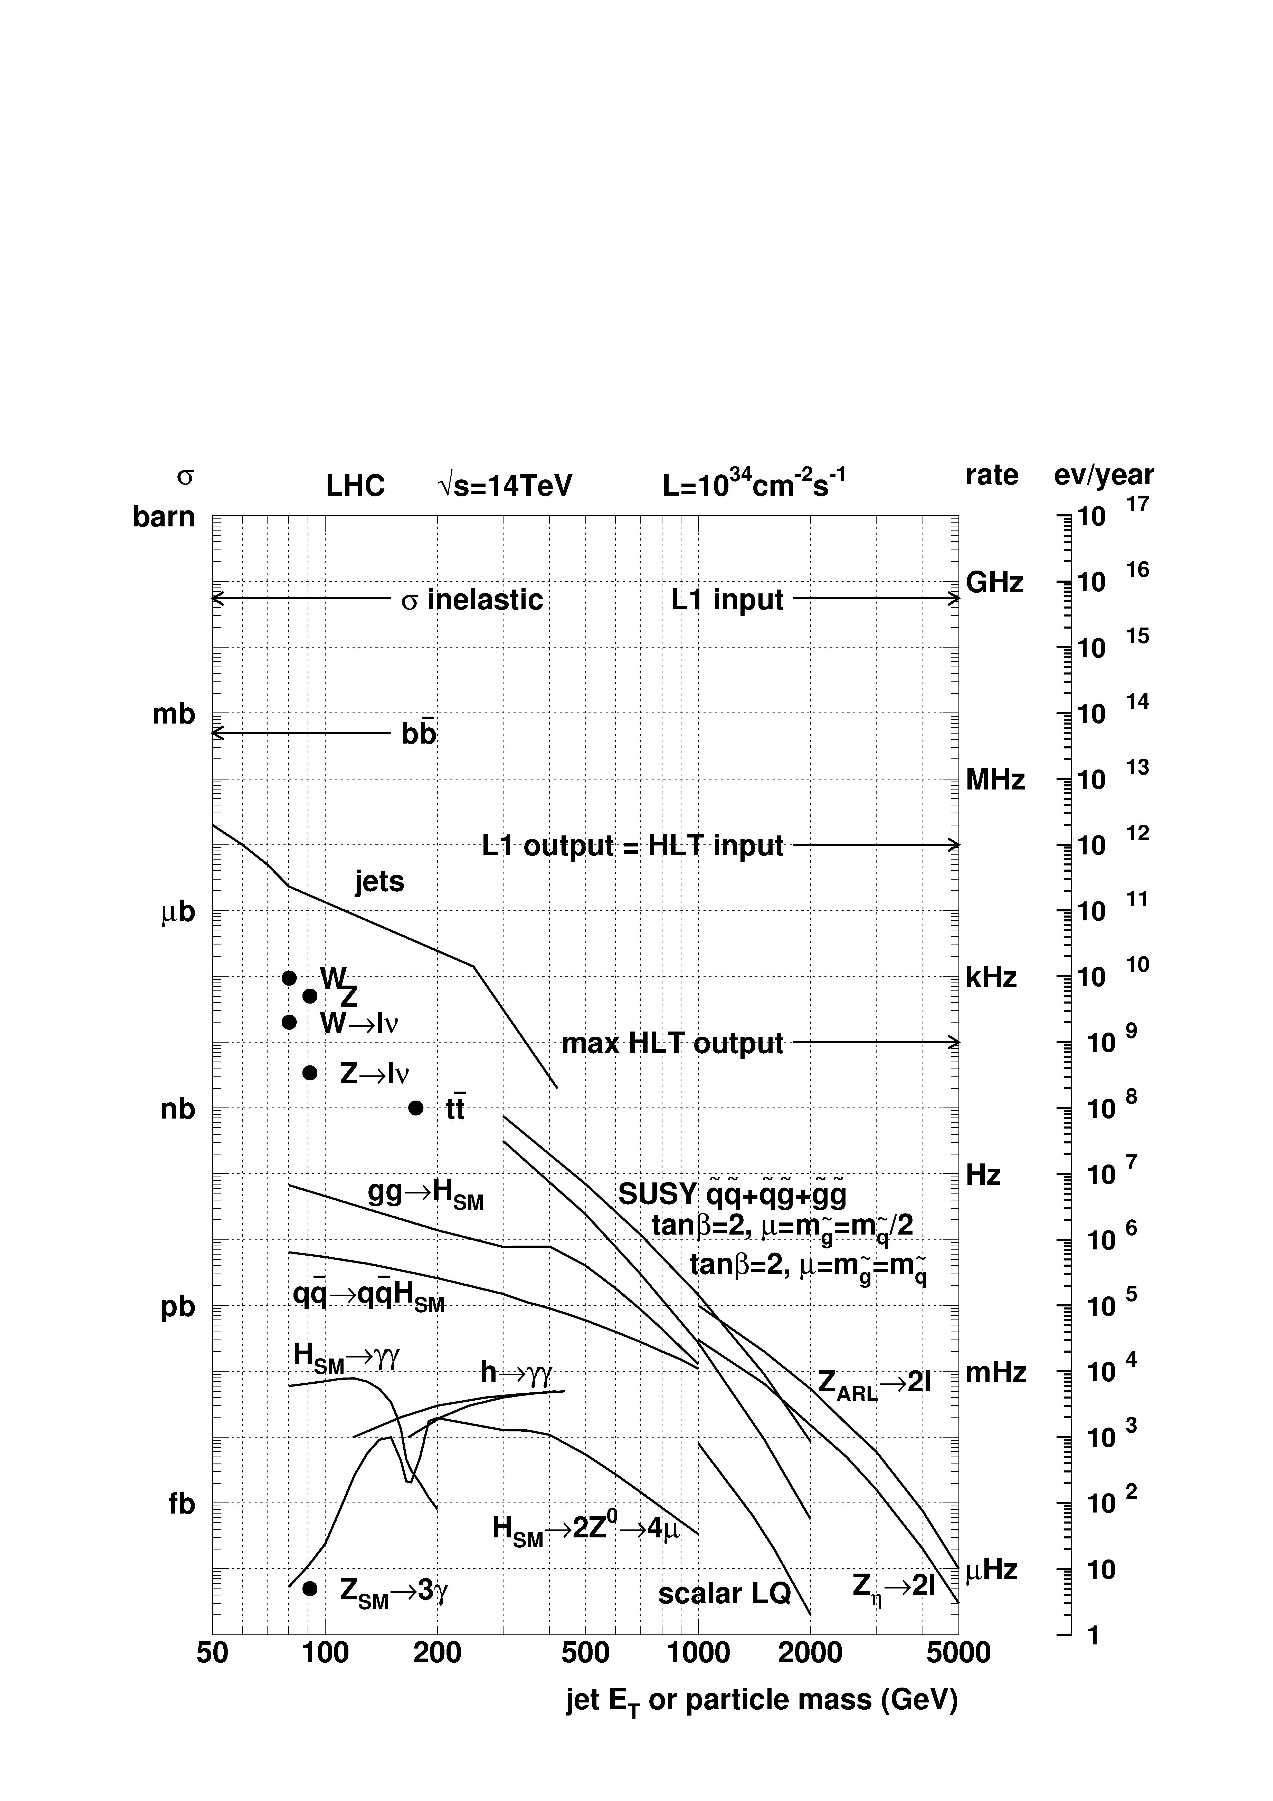 σ LHC √s=14TeV L=10³⁴cm⁻²s⁻¹ rate ev/year
barn 10 17
10 16 GHz
σ inelastic L1 input
10 15
mb 10 14
bb̄
MHz 10 13
L1 output = HLT input 10 12
jets
μb 10 11
W kHz 10 10
Z
W→lν
max HLT output 10 9
Z→lν
nb tt̄ 10 8
Hz 10 7
gg→H_SM SUSY q̃q̃+q̃g̃+g̃g̃
tanβ=2, μ=m_g̃=m_q̃/2
10 6
tanβ=2, μ=m_g̃=m_q̃
qq̄→qq̄H_SM
pb 10 5
H_SM→γγ
h→γγ mHz 10 4
Z_ARL→2l
10 3
fb 10 2
H_SM→2Z⁰→4μ
μHz 10
Z_SM→3γ scalar LQ Z_η→2l
1
50 100 200 500 1000 2000 5000
jet E_T or particle mass (GeV)